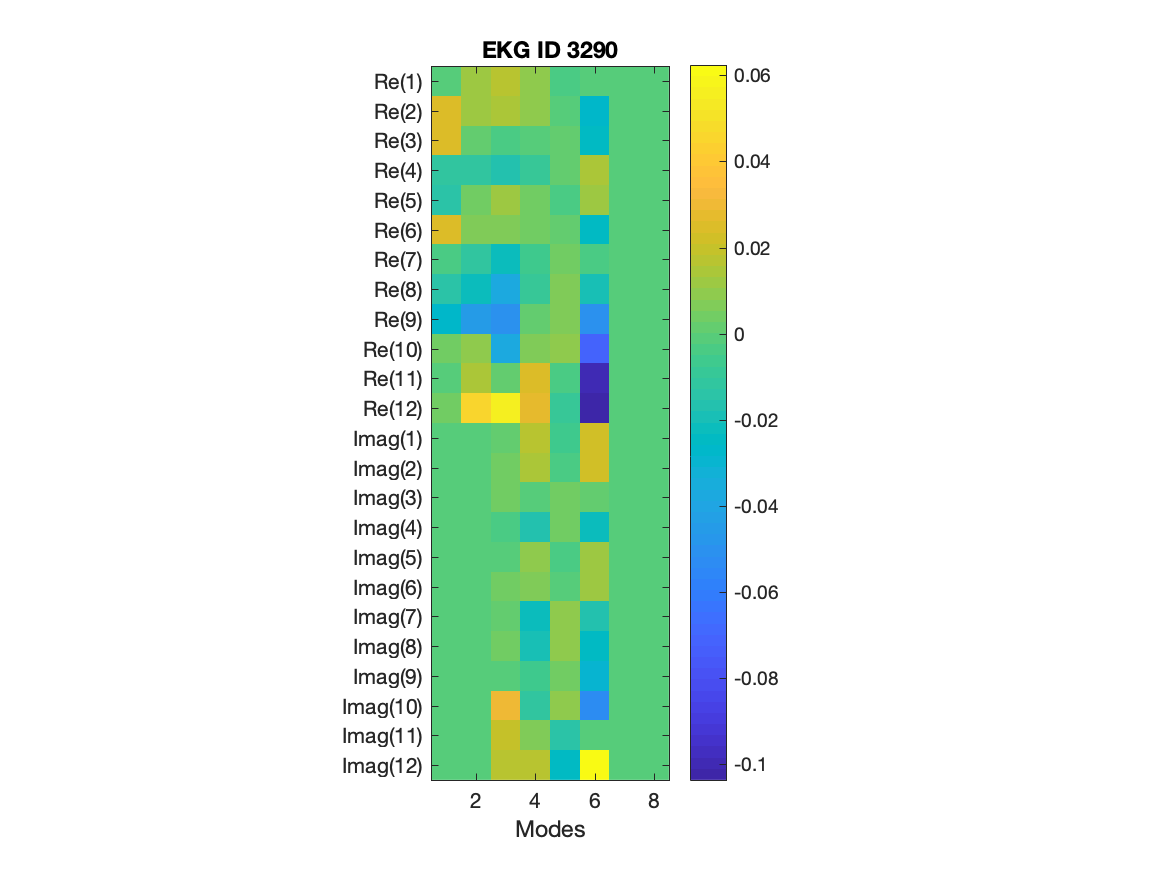 EKG ID 3290
Re(1)
Re(2)
Re(3)
Re(4)
Re(5)
Re(6)
Re(7)
Re(8)
Re(9)
Re(10)
Re(11)
Re(12)
Imag(1)
Imag(2)
Imag(3)
Imag(4)
Imag(5)
Imag(6)
Imag(7)
Imag(8)
Imag(9)
Imag(10)
Imag(11)
Imag(12)
2 4 6 8
Modes
0.06
0.04
0.02
0
-0.02
-0.04
-0.06
-0.08
-0.1